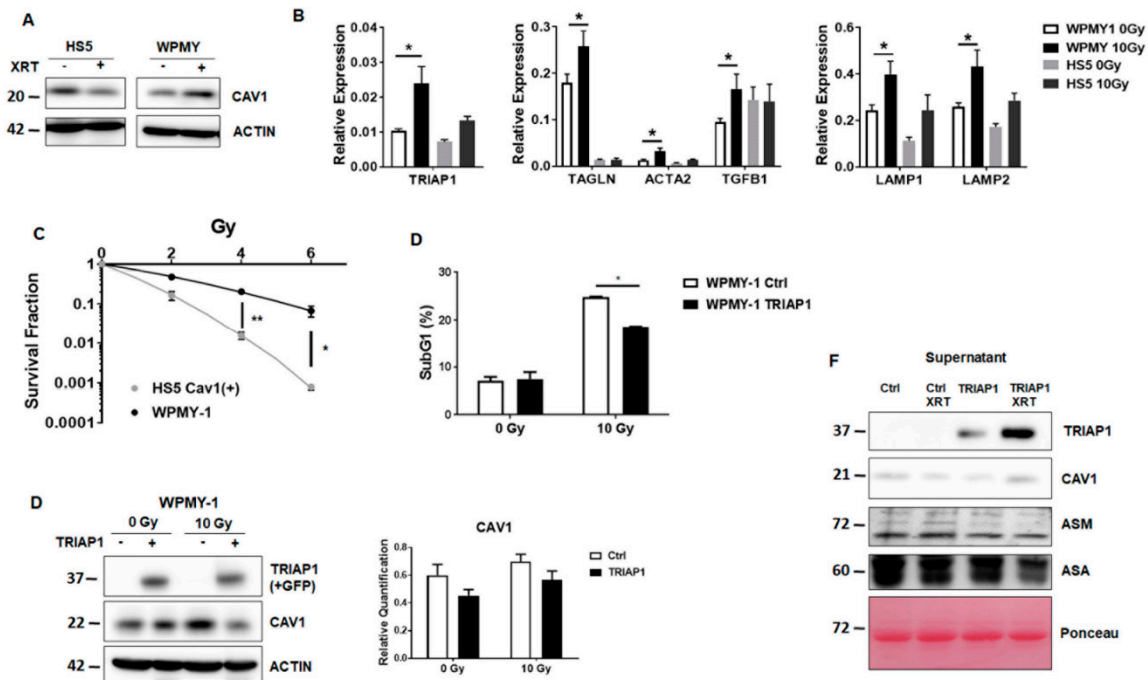 A
HS5 WPMY
XRT - + - +
20 CAV1
42 ACTIN
B
Relative Expression
0.04
0.03
0.02
0.01
0.00
*
TRIAP1
Relative Expression
0.3
0.2
0.1
0.0
* * *
TAGLN ACTA2 TGFB1
Relative Expression
0.6
0.4
0.2
0.0
* *
LAMP1 LAMP2
WPMY1 0Gy
WPMY 10Gy
HS5 0Gy
HS5 10Gy
C
Gy
0 2 4 6
Survival Fraction
1
0.1
0.01
0.001
0.0001
**
*
HS5 Cav1(+)
WPMY-1
D
SubG1 (%)
30
20
10
0
*
0 Gy 10 Gy
WPMY-1 Ctrl
WPMY-1 TRIAP1
D
WPMY-1
0 Gy 10 Gy
TRIAP1 - + - +
37 TRIAP1
(+GFP)
22 CAV1
42 ACTIN
CAV1
Relative Quantification
0.8
0.6
0.4
0.2
0.0
0 Gy 10 Gy
Ctrl
TRIAP1
F
Supernatant
Ctrl Ctrl XRT TRIAP1 TRIAP1 XRT
37 TRIAP1
21 CAV1
72 ASM
60 ASA
72 Ponceau